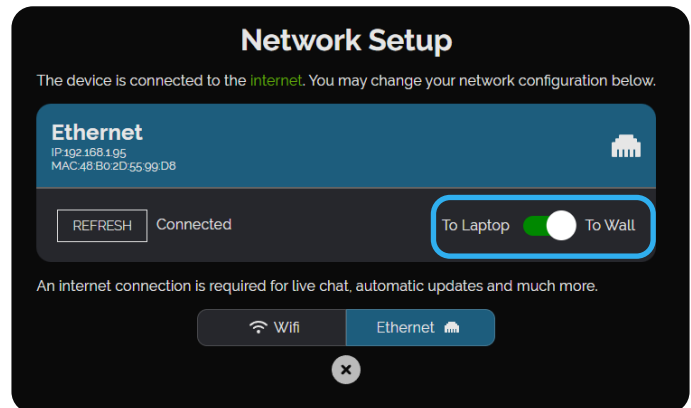 Network Setup
The device is connected to the internet. You may change your network configuration below.
Ethernet
IP:192.168.1.95
MAC:48:B0:2D:55:99:D8
REFRESH Connected To Laptop To Wall
An internet connection is required for live chat, automatic updates and much more.
Wifi Ethernet